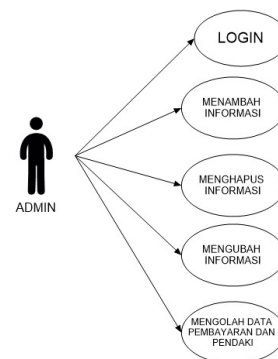 LOGIN
MENAMBAH
INFORMASI
MENGHAPUS
INFORMASI
ADMIN
MENGUBAH
INFORMASI
MENGOLAH DATA
PEMBAYARAN DAN
PENDAKI